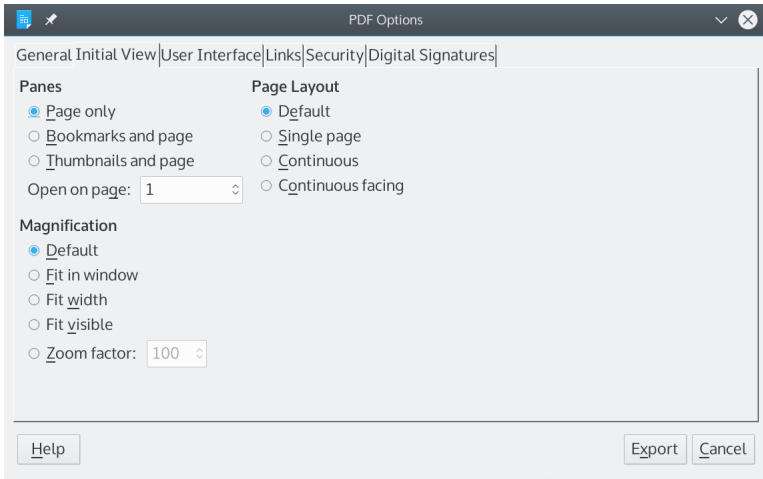 PDF Options
General Initial View User Interface Links Security Digital Signatures
Panes
Page only
Bookmarks and page
Thumbnails and page
Open on page: 1
Page Layout
Default
Single page
Continuous
Continuous facing
Magnification
Default
Fit in window
Fit width
Fit visible
Zoom factor: 100
Help Export Cancel